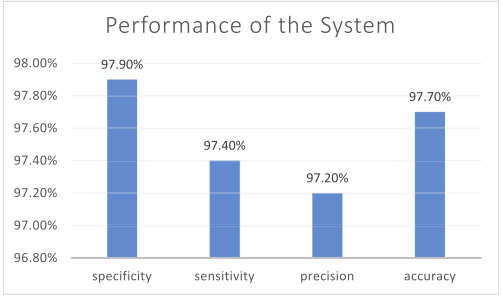 Performance of the System
98.00%
97.80%
97.60%
97.40%
97.20%
97.00%
96.80%
97.90%
97.40%
97.20%
97.70%
specificity
sensitivity
precision
accuracy